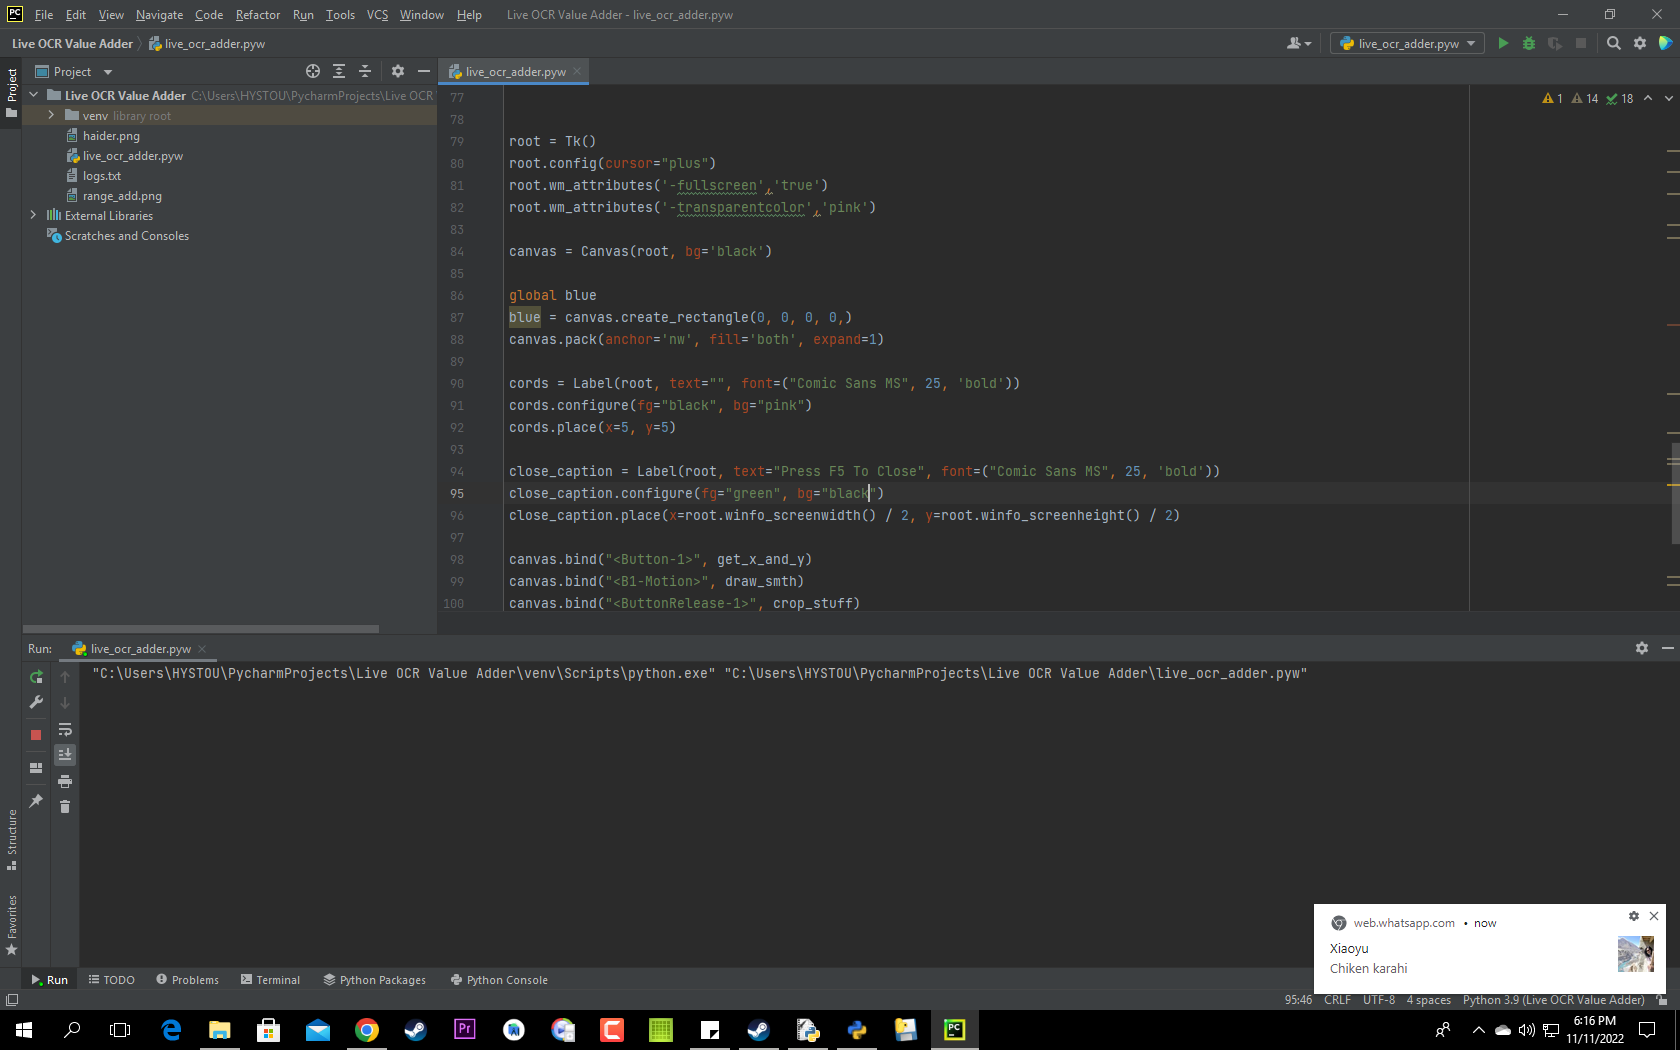 PC File Edit View Navigate Code Refactor Run Tools VCS Window Help Live OCR Value Adder - live_ocr_adder.pyw
Live OCR Value Adder live_ocr_adder.pyw live_ocr_adder.pyw
Project Project live_ocr_adder.pyw
Live OCR Value Adder C:\Users\HYSTOU\PycharmProjects\Live OCR
venv library root
haider.png
live_ocr_adder.pyw
logs.txt
range_add.png
External Libraries
Scratches and Consoles
1 14 18
77
78
79 root = Tk()
80 root.config(cursor="plus")
81 root.wm_attributes('-fullscreen','true')
82 root.wm_attributes('-transparentcolor','pink')
83
84 canvas = Canvas(root, bg='black')
85
86 global blue
87 blue = canvas.create_rectangle(0, 0, 0, 0,)
88 canvas.pack(anchor='nw', fill='both', expand=1)
89
90 cords = Label(root, text="", font=("Comic Sans MS", 25, 'bold'))
91 cords.configure(fg="black", bg="pink")
92 cords.place(x=5, y=5)
93
94 close_caption = Label(root, text="Press F5 To Close", font=("Comic Sans MS", 25, 'bold'))
95 close_caption.configure(fg="green", bg="black")
96 close_caption.place(x=root.winfo_screenwidth() / 2, y=root.winfo_screenheight() / 2)
97
98 canvas.bind("<Button-1>", get_x_and_y)
99 canvas.bind("<B1-Motion>", draw_smth)
100 canvas.bind("<ButtonRelease-1>", crop_stuff)
Run: live_ocr_adder.pyw
"C:\Users\HYSTOU\PycharmProjects\Live OCR Value Adder\venv\Scripts\python.exe" "C:\Users\HYSTOU\PycharmProjects\Live OCR Value Adder\live_ocr_adder.pyw"
Structure
Favorites
web.whatsapp.com • now
Xiaoyu
Chiken karahi
Run TODO Problems Terminal Python Packages Python Console
95:46 CRLF UTF-8 4 spaces Python 3.9 (Live OCR Value Adder)
Pr PC
6:16 PM
11/11/2022